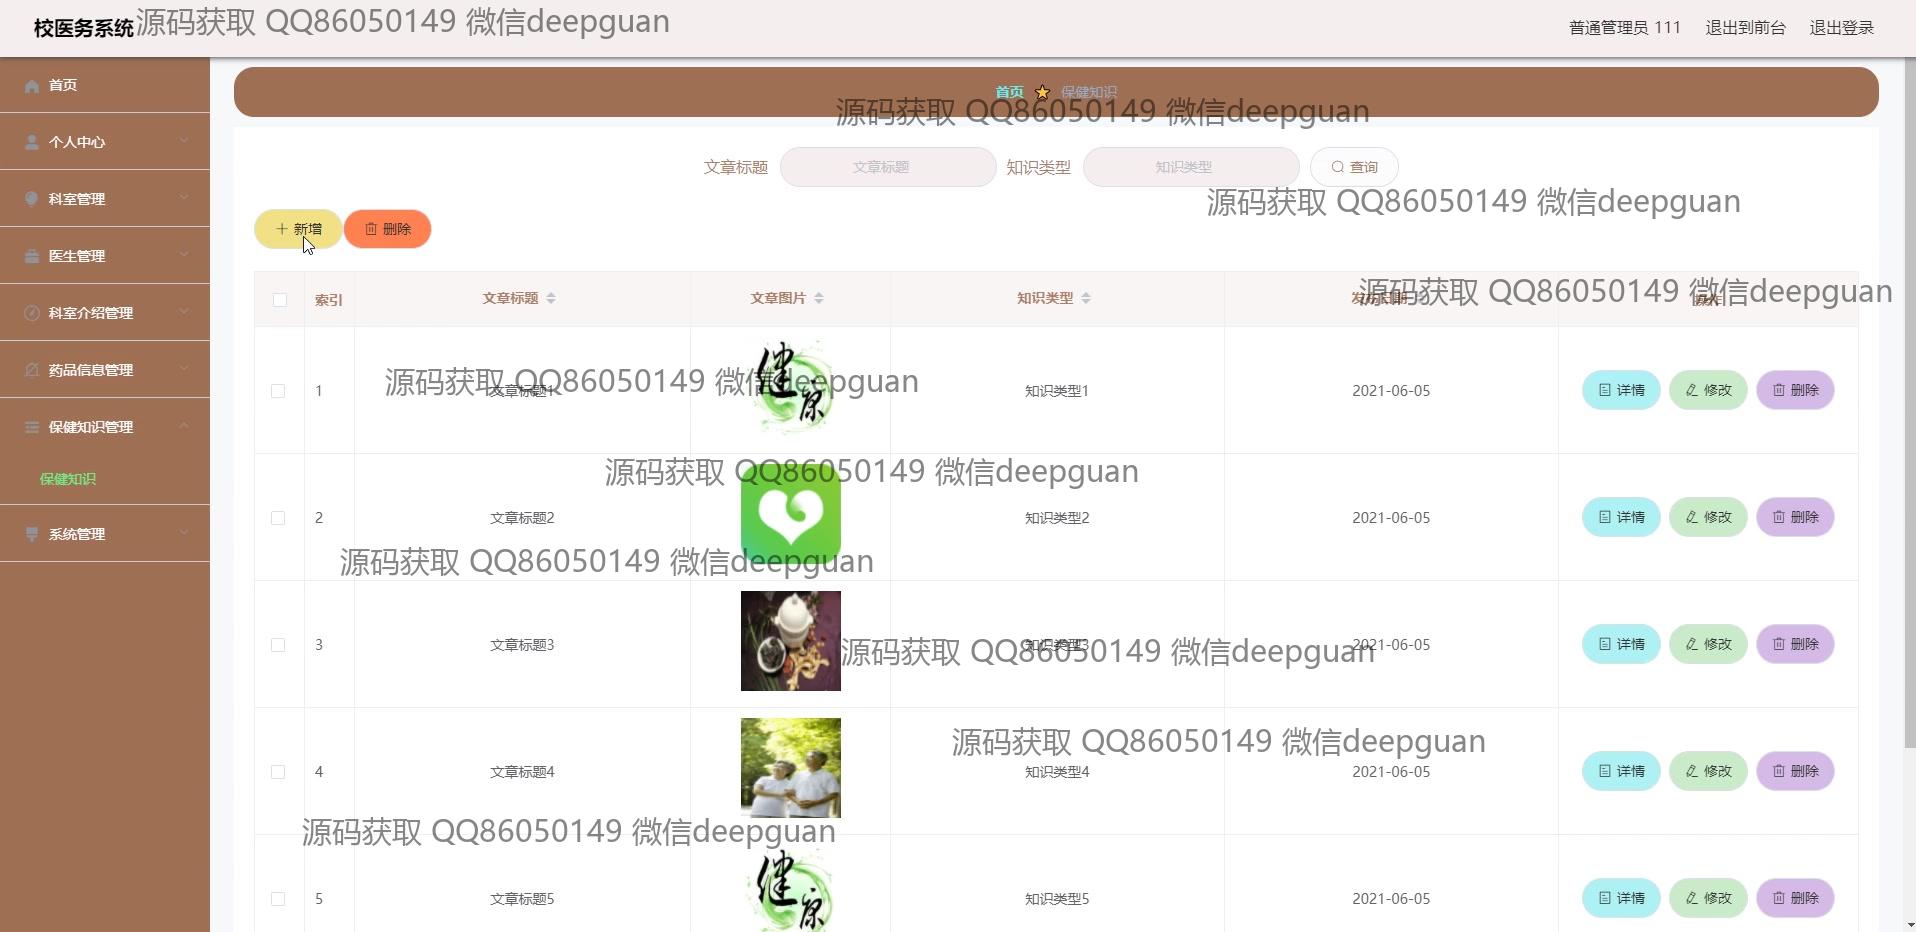 校医务系统
源码获取 QQ86050149 微信deepguan
普通管理员 111 退出到前台 退出登录
首页
个人中心
科室管理
医生管理
科室介绍管理
药品信息管理
保健知识管理
保健知识
系统管理
首页 保健知识
源码获取 QQ86050149 微信deepguan
文章标题 文章标题 知识类型 知识类型 查询
源码获取 QQ86050149 微信deepguan
新增 删除
索引 文章标题 文章图片 知识类型 发布日期 操作
源码获取 QQ86050149 微信deepguan
1 文章标题1 健康 知识类型1 2021-06-05 详情 修改 删除
源码获取 QQ86050149 微信deepguan
源码获取 QQ86050149 微信deepguan
2 文章标题2 知识类型2 2021-06-05 详情 修改 删除
源码获取 QQ86050149 微信deepguan
3 文章标题3 知识类型3 2021-06-05 详情 修改 删除
源码获取 QQ86050149 微信deepguan
源码获取 QQ86050149 微信deepguan
4 文章标题4 知识类型4 2021-06-05 详情 修改 删除
源码获取 QQ86050149 微信deepguan
5 文章标题5 健康 知识类型5 2021-06-05 详情 修改 删除